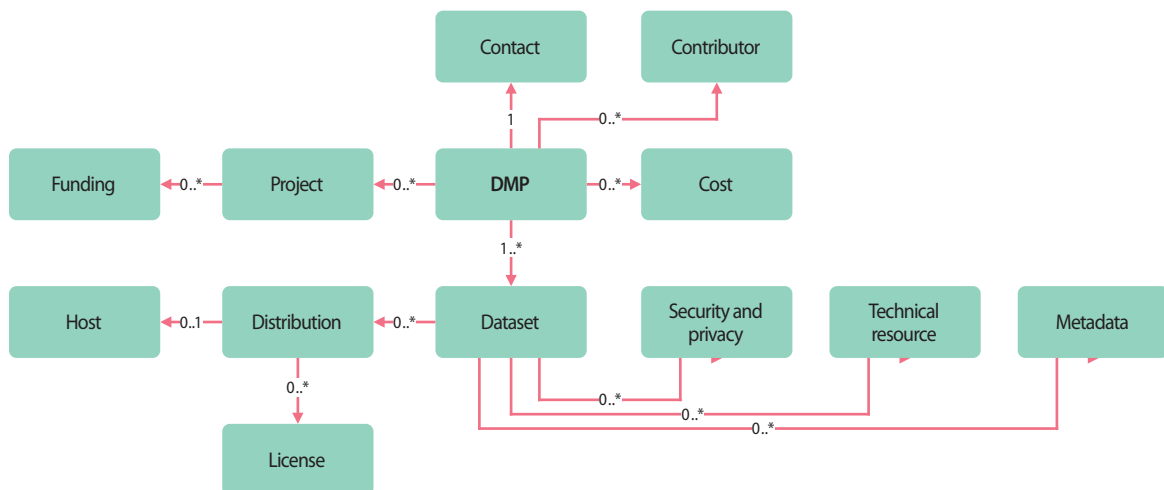 Contact
Contributor
1
0..*
Funding
0..*
Project
0..*
DMP
0..*
Cost
1..*
Host
0..1
Distribution
0..*
Dataset
Security and
privacy
Technical
resource
Metadata
0..*
0..*
0..*
0..*
License